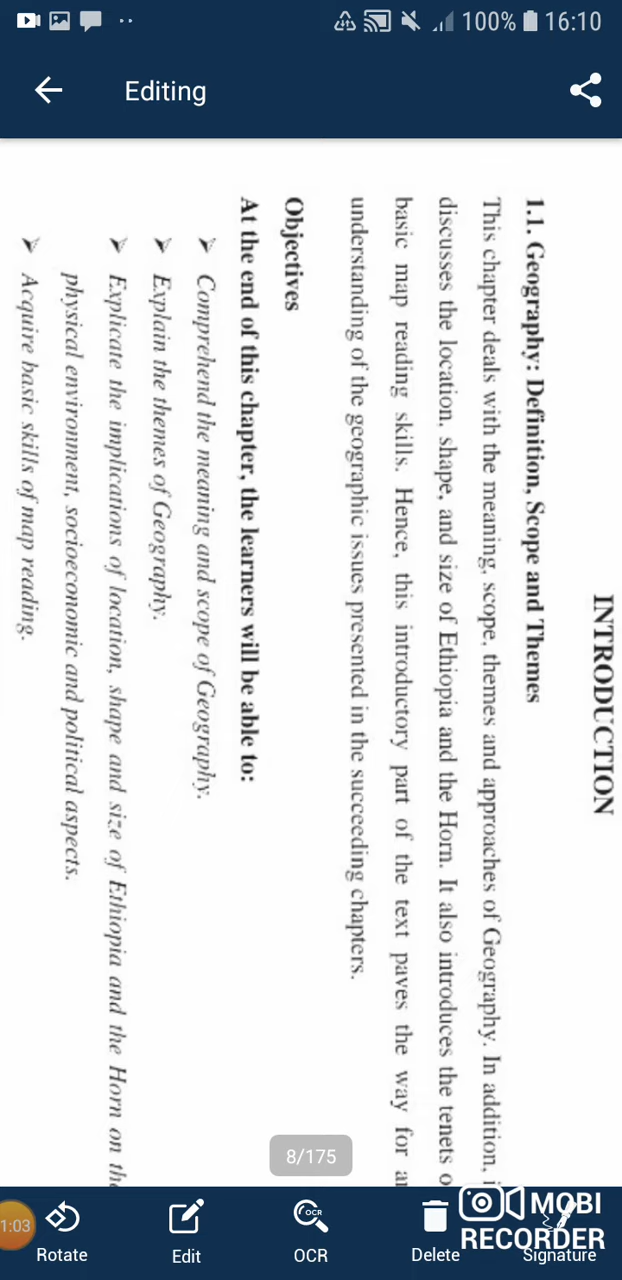 100% 16:10
Editing
INTRODUCTION
1.1. Geography: Definition, Scope and Themes
This chapter deals with the meaning, scope, themes and approaches of Geography. In addition, i
discusses the location, shape, and size of Ethiopia and the Horn. It also introduces the tenets o
basic map reading skills. Hence, this introductory part of the text paves the way for
understanding of the geographic issues presented in the succeeding chapters.
Objectives
At the end of this chapter, the learners will be able to:
➢ Comprehend the meaning and scope of Geography.
➢ Explain the themes of Geography.
➢ Explicate the implications of location, shape and size of Ethiopia and the Horn on
physical environment, socioeconomic and political aspects.
➢ Acquire basic skills of map reading.
8/175
1:03
OCR
Rotate Edit OCR Delete Signature
MOBI
RECORDER